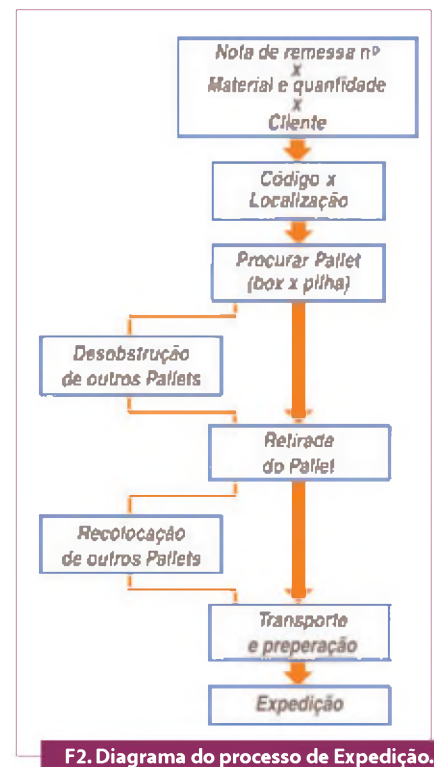 Nota de remessa nº
x
Material e quantidade
x
Cliente
Código x
Localização
Procurar Pallet
(box x pilha)
Desobstrução
de outros Pallets
Retirada
do Pallet
Recolocação
de outros Pallets
Transporte
e preperação
Expedição
F2. Diagrama do processo de Expedição.